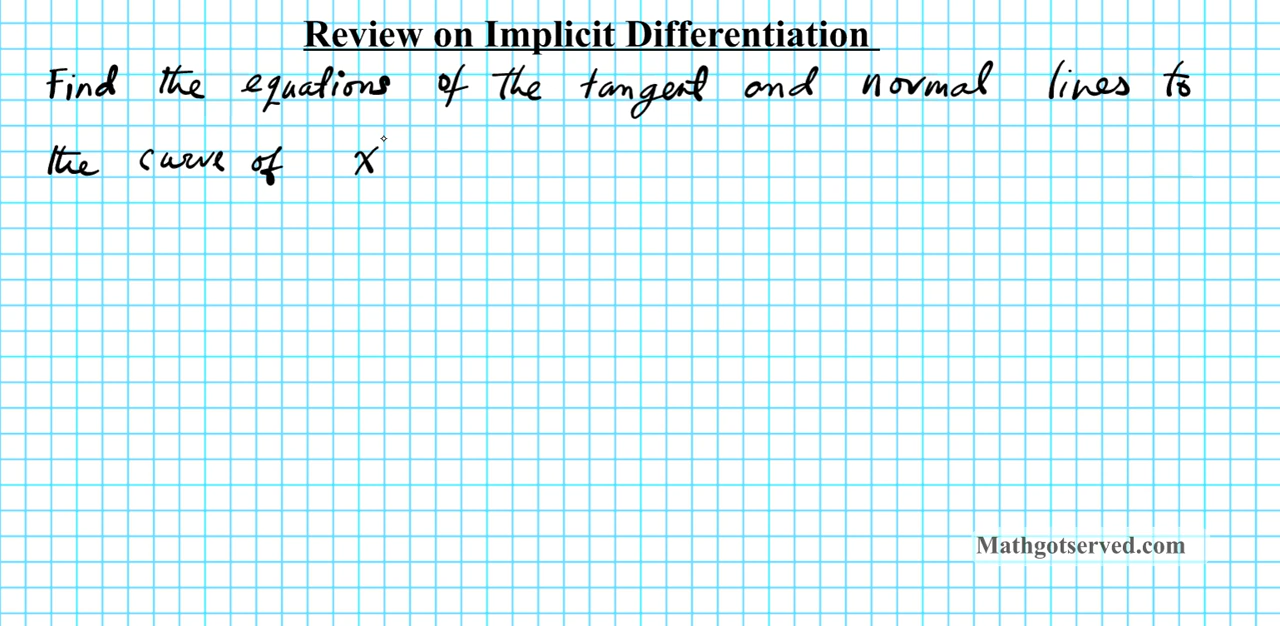 Review on Implicit Differentiation
Find the equations of the tangent and normal lines to
the curve of x
Mathgotserved.com